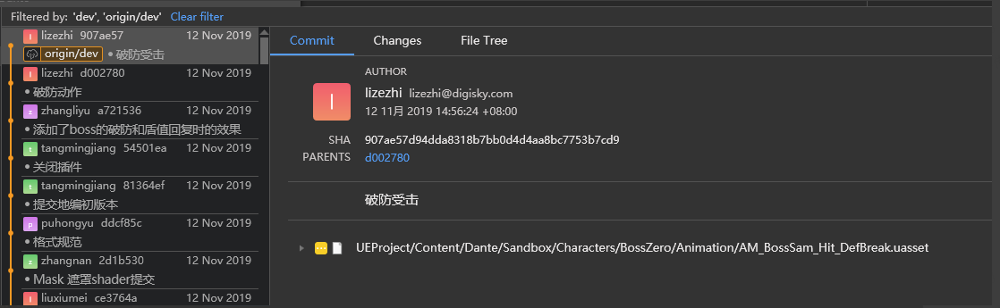 Filtered by: 'dev', 'origin/dev' Clear filter
l lizezhi 907ae57 12 Nov 2019
origin/dev • 破防受击
l lizezhi d002780 12 Nov 2019
• 破防动作
z zhangliyu a721536 12 Nov 2019
• 添加了boss的破防和盾值回复时的效果
t tangmingjiang 54501ea 12 Nov 2019
• 关闭插件
t tangmingjiang 81364ef 12 Nov 2019
• 提交地编初版本
p puhongyu ddcf85c 12 Nov 2019
• 格式规范
z zhangnan 2d1b530 12 Nov 2019
• Mask 遮罩shader提交
l liuxiumei ce3764a 12 Nov 2019
Commit Changes File Tree
AUTHOR
l
lizezhi lizezhi@digisky.com
12 11月 2019 14:56:24 +08:00
SHA 907ae57d94dda8318b7bb0d4d4aa8bc7753b7cd9
PARENTS d002780
破防受击
UEProject/Content/Dante/Sandbox/Characters/BossZero/Animation/AM_BossSam_Hit_DefBreak.uasset